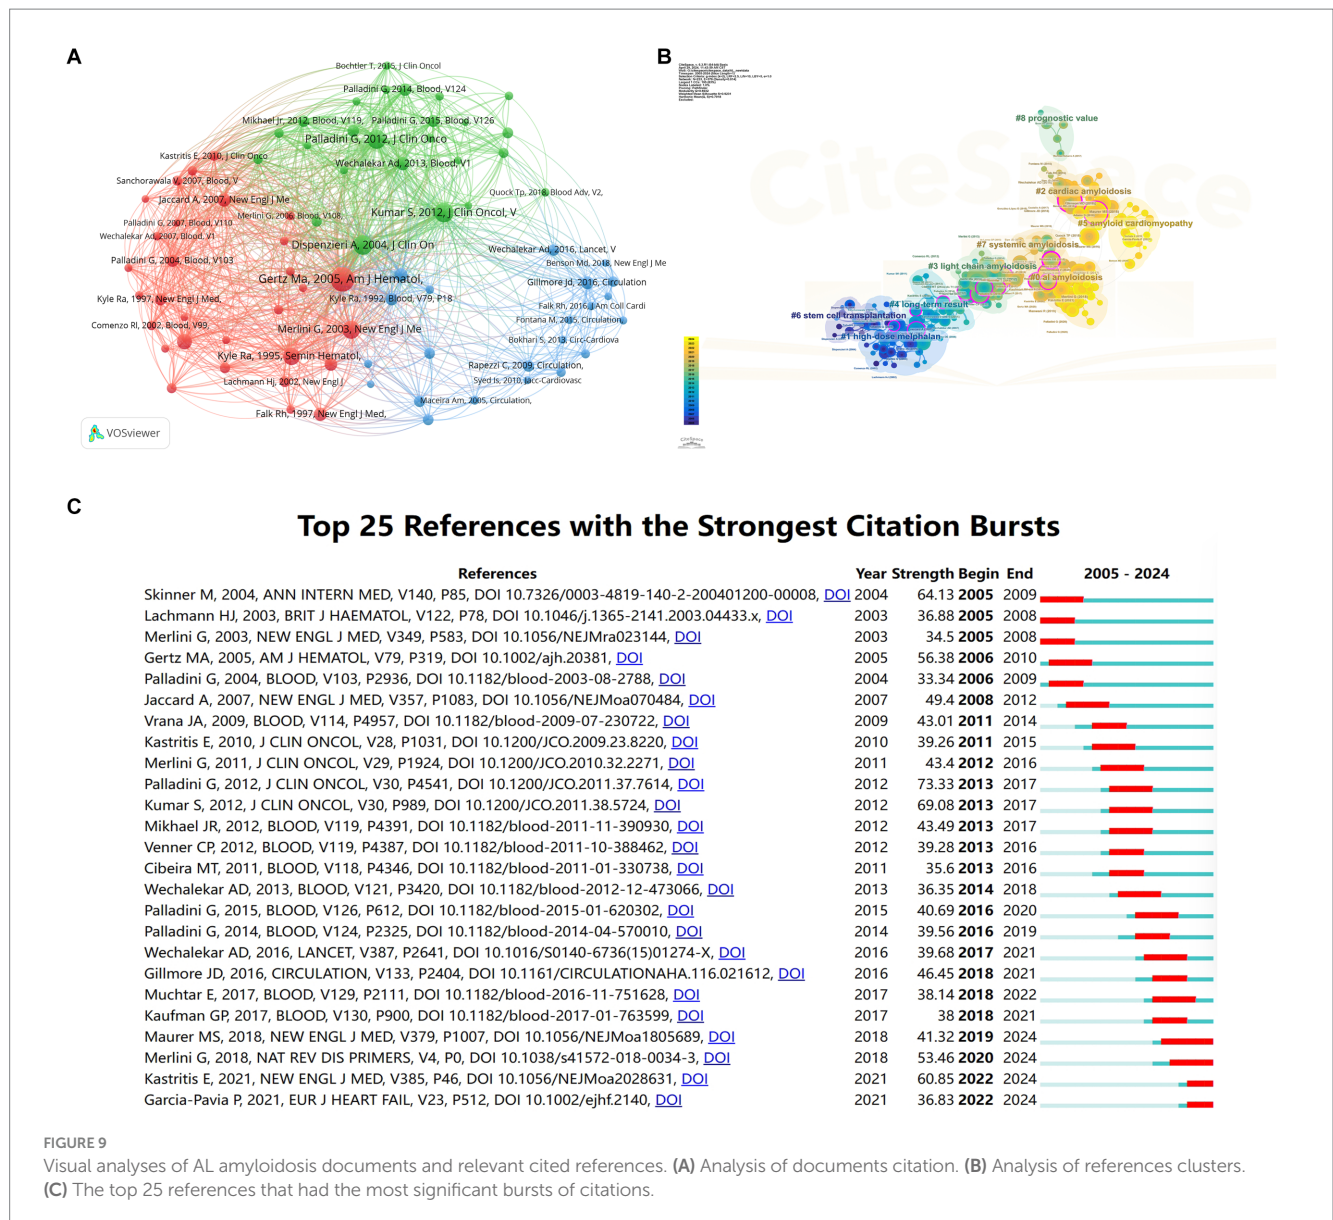 A
B
Bochtler T, 2015, J Clin Oncol
Palladini G, 2014, Blood, V124
Mikhael Jr, 2012, Blood, V119,
Palladini G, 2015, Blood, V126
Palladini G, 2012, J Clin Onco
Kastritis E, 2010, J Clin Onco
Wechalekar Ad, 2013, Blood, V1
Sanchorawala V, 2007, Blood, V
Quock Tp, 2018, Blood Adv, V2,
Jaccard A, 2007, New Engl J Me
Merlini G, 2006, Blood, V108,
Kumar S, 2012, J Clin Oncol, V
Palladini G, 2007, Blood, V110
Wechalekar Ad, 2007, Blood, V1
Dispenzieri A, 2004, J Clin On
Wechalekar Ad, 2016, Lancet, V
Palladini G, 2004, Blood, V103
Benson Md, 2018, New Engl J Me
Gertz Ma, 2005, Am J Hematol,
Gillmore Jd, 2016, Circulation
Kyle Ra, 1997, New Engl J Med,
Kyle Ra, 1992, Blood, V79, P18
Falk Rh, 2016, J Am Coll Cardi
Comenzo Rl, 2002, Blood, V99,
Fontana M, 2015, Circulation,
Merlini G, 2003, New Engl J Me
Bokhari S, 2013, Circ-Cardiova
Kyle Ra, 1995, Semin Hematol,
Rapezzi C, 2009, Circulation,
Lachmann Hj, 2002, New Engl J
Syed Is, 2010, Jacc-Cardiovasc
Maceira Am, 2005, Circulation,
Falk Rh, 1997, New Engl J Med,
VOSviewer
CiteSpace
#8 prognostic value
#2 cardiac amyloidosis
#5 amyloid cardiomyopathy
#7 systemic amyloidosis
#3 light chain amyloidosis
#0 al amyloidosis
#4 long-term result
#6 stem cell transplantation
#1 high-dose melphalan
CiteSpace
C
Top 25 References with the Strongest Citation Bursts
References Year Strength Begin End 2005 - 2024
Skinner M, 2004, ANN INTERN MED, V140, P85, DOI 10.7326/0003-4819-140-2-200401200-00008, DOI 2004 64.13 2005 2009
Lachmann HJ, 2003, BRIT J HAEMATOL, V122, P78, DOI 10.1046/j.1365-2141.2003.04433.x, DOI 2003 36.88 2005 2008
Merlini G, 2003, NEW ENGL J MED, V349, P583, DOI 10.1056/NEJMra023144, DOI 2003 34.5 2005 2008
Gertz MA, 2005, AM J HEMATOL, V79, P319, DOI 10.1002/ajh.20381, DOI 2005 56.38 2006 2010
Palladini G, 2004, BLOOD, V103, P2936, DOI 10.1182/blood-2003-08-2788, DOI 2004 33.34 2006 2009
Jaccard A, 2007, NEW ENGL J MED, V357, P1083, DOI 10.1056/NEJMoa070484, DOI 2007 49.4 2008 2012
Vrana JA, 2009, BLOOD, V114, P4957, DOI 10.1182/blood-2009-07-230722, DOI 2009 43.01 2011 2014
Kastritis E, 2010, J CLIN ONCOL, V28, P1031, DOI 10.1200/JCO.2009.23.8220, DOI 2010 39.26 2011 2015
Merlini G, 2011, J CLIN ONCOL, V29, P1924, DOI 10.1200/JCO.2010.32.2271, DOI 2011 43.4 2012 2016
Palladini G, 2012, J CLIN ONCOL, V30, P4541, DOI 10.1200/JCO.2011.37.7614, DOI 2012 73.33 2013 2017
Kumar S, 2012, J CLIN ONCOL, V30, P989, DOI 10.1200/JCO.2011.38.5724, DOI 2012 69.08 2013 2017
Mikhael JR, 2012, BLOOD, V119, P4391, DOI 10.1182/blood-2011-11-390930, DOI 2012 43.49 2013 2017
Venner CP, 2012, BLOOD, V119, P4387, DOI 10.1182/blood-2011-10-388462, DOI 2012 39.28 2013 2016
Cibeira MT, 2011, BLOOD, V118, P4346, DOI 10.1182/blood-2011-01-330738, DOI 2011 35.6 2013 2016
Wechalekar AD, 2013, BLOOD, V121, P3420, DOI 10.1182/blood-2012-12-473066, DOI 2013 36.35 2014 2018
Palladini G, 2015, BLOOD, V126, P612, DOI 10.1182/blood-2015-01-620302, DOI 2015 40.69 2016 2020
Palladini G, 2014, BLOOD, V124, P2325, DOI 10.1182/blood-2014-04-570010, DOI 2014 39.56 2016 2019
Wechalekar AD, 2016, LANCET, V387, P2641, DOI 10.1016/S0140-6736(15)01274-X, DOI 2016 39.68 2017 2021
Gillmore JD, 2016, CIRCULATION, V133, P2404, DOI 10.1161/CIRCULATIONAHA.116.021612, DOI 2016 46.45 2018 2021
Muchtar E, 2017, BLOOD, V129, P2111, DOI 10.1182/blood-2016-11-751628, DOI 2017 38.14 2018 2022
Kaufman GP, 2017, BLOOD, V130, P900, DOI 10.1182/blood-2017-01-763599, DOI 2017 38 2018 2021
Maurer MS, 2018, NEW ENGL J MED, V379, P1007, DOI 10.1056/NEJMoa1805689, DOI 2018 41.32 2019 2024
Merlini G, 2018, NAT REV DIS PRIMERS, V4, P0, DOI 10.1038/s41572-018-0034-3, DOI 2018 53.46 2020 2024
Kastritis E, 2021, NEW ENGL J MED, V385, P46, DOI 10.1056/NEJMoa2028631, DOI 2021 60.85 2022 2024
Garcia-Pavia P, 2021, EUR J HEART FAIL, V23, P512, DOI 10.1002/ejhf.2140, DOI 2021 36.83 2022 2024
FIGURE 9
Visual analyses of AL amyloidosis documents and relevant cited references. (A) Analysis of documents citation. (B) Analysis of references clusters.
(C) The top 25 references that had the most significant bursts of citations.